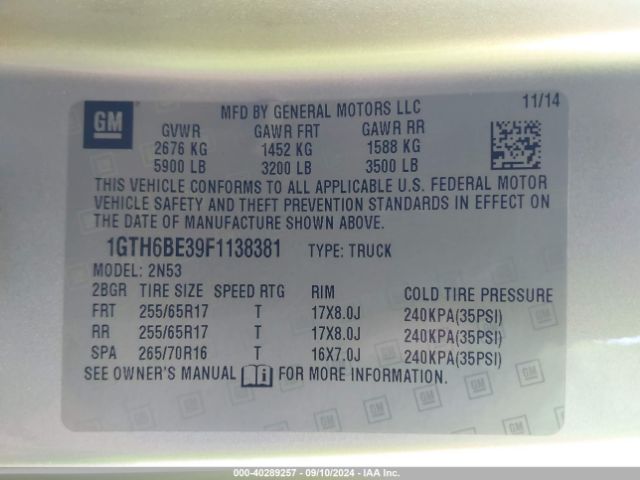 GM
MFD BY GENERAL MOTORS LLC 11/14
GVWR GAWR FRT GAWR RR
2676 KG 1452 KG 1588 KG
5900 LB 3200 LB 3500 LB
THIS VEHICLE CONFORMS TO ALL APPLICABLE U.S. FEDERAL MOTOR
VEHICLE SAFETY AND THEFT PREVENTION STANDARDS IN EFFECT ON
THE DATE OF MANUFACTURE SHOWN ABOVE.
1GTH6BE39F1138381 TYPE: TRUCK
MODEL: 2N53
2BGR TIRE SIZE SPEED RTG RIM COLD TIRE PRESSURE
FRT 255/65R17 T 17X8.0J 240KPA(35PSI)
RR 255/65R17 T 17X8.0J 240KPA(35PSI)
SPA 265/70R16 T 16X7.0J 240KPA(35PSI)
SEE OWNER'S MANUAL FOR MORE INFORMATION.
000-40289257 - 09/10/2024 - IAA Inc.